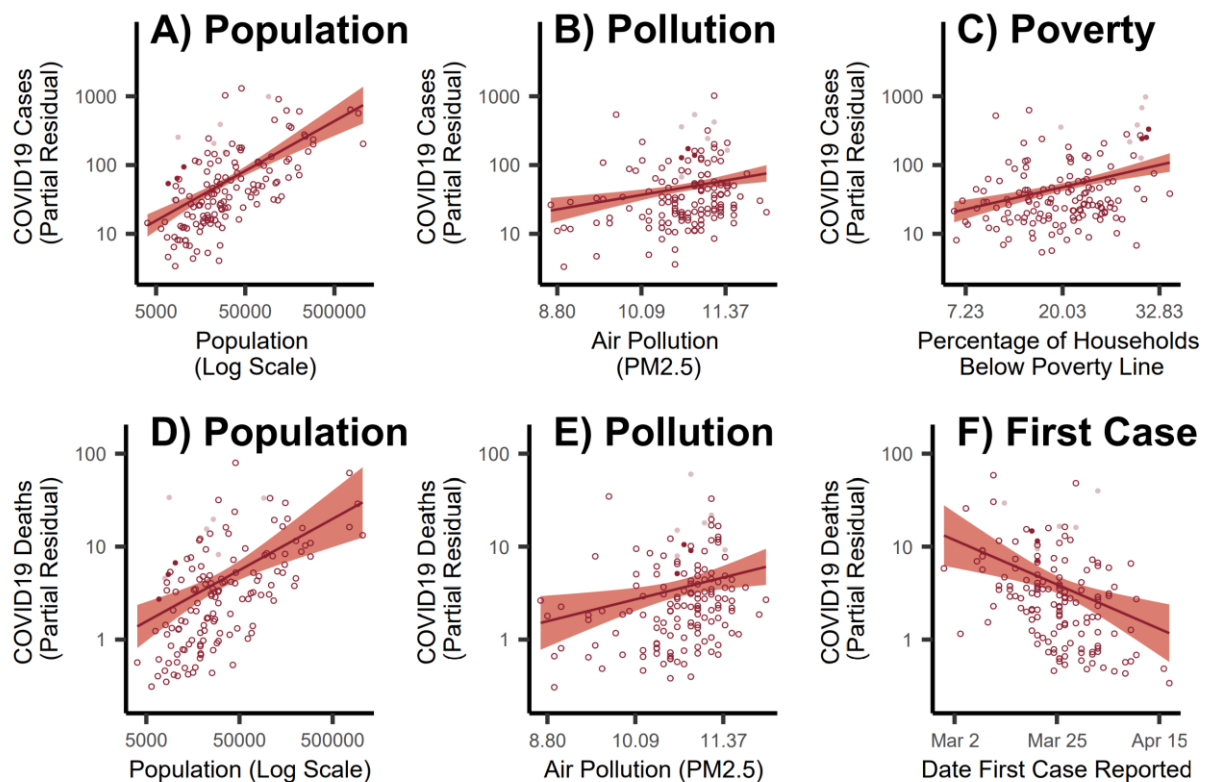 A) Population
COVID19 Cases
(Partial Residual)
1000
100
10
5000 50000 500000
Population
(Log Scale)
B) Pollution
COVID19 Cases
(Partial Residual)
1000
100
10
8.80 10.09 11.37
Air Pollution
(PM2.5)
C) Poverty
COVID19 Cases
(Partial Residual)
1000
100
10
7.23 20.03 32.83
Percentage of Households
Below Poverty Line
D) Population
COVID19 Deaths
(Partial Residual)
100
10
1
5000 50000 500000
Population (Log Scale)
E) Pollution
COVID19 Deaths
(Partial Residual)
100
10
1
8.80 10.09 11.37
Air Pollution (PM2.5)
F) First Case
COVID19 Deaths
(Partial Residual)
100
10
1
Mar 2 Mar 25 Apr 15
Date First Case Reported